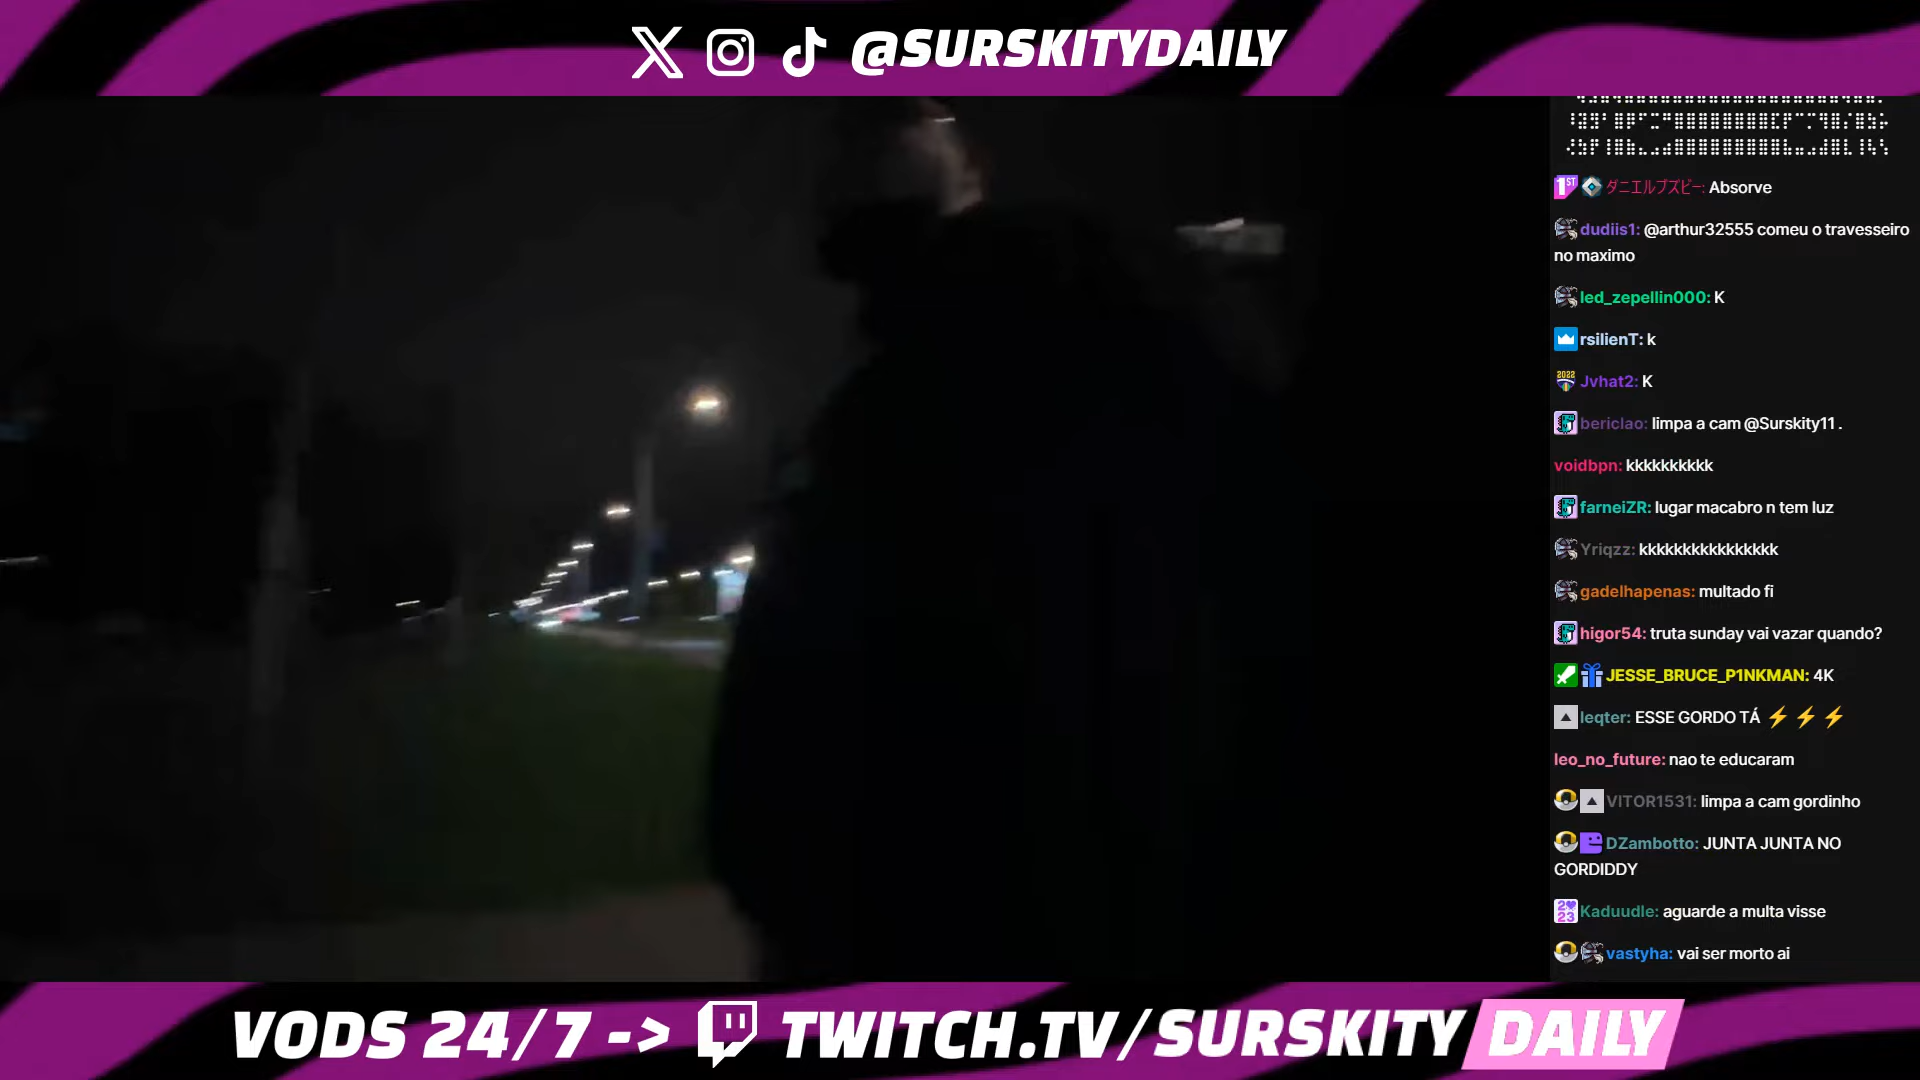 @SURSKITYDAILY
ダニエルブズビー: Absorve
dudiis1: @arthur32555 comeu o travesseiro
no maximo
led_zepellin000: K
rsilienT: k
Jvhat2: K
bericlao: limpa a cam @Surskity11 .
voidbpn: kkkkkkkkkk
farneiZR: lugar macabro n tem luz
Yriqzz: kkkkkkkkkkkkkkkk
gadelhapenas: multado fi
higor54: truta sunday vai vazar quando?
JESSE_BRUCE_P1NKMAN: 4K
leqter: ESSE GORDO TÁ ⚡ ⚡ ⚡
leo_no_future: nao te educaram
VITOR1531: limpa a cam gordinho
DZambotto: JUNTA JUNTA NO
GORDIDDY
Kaduudle: aguarde a multa visse
vastyha: vai ser morto ai
VODS 24/7 -> TWITCH.TV/SURSKITY DAILY